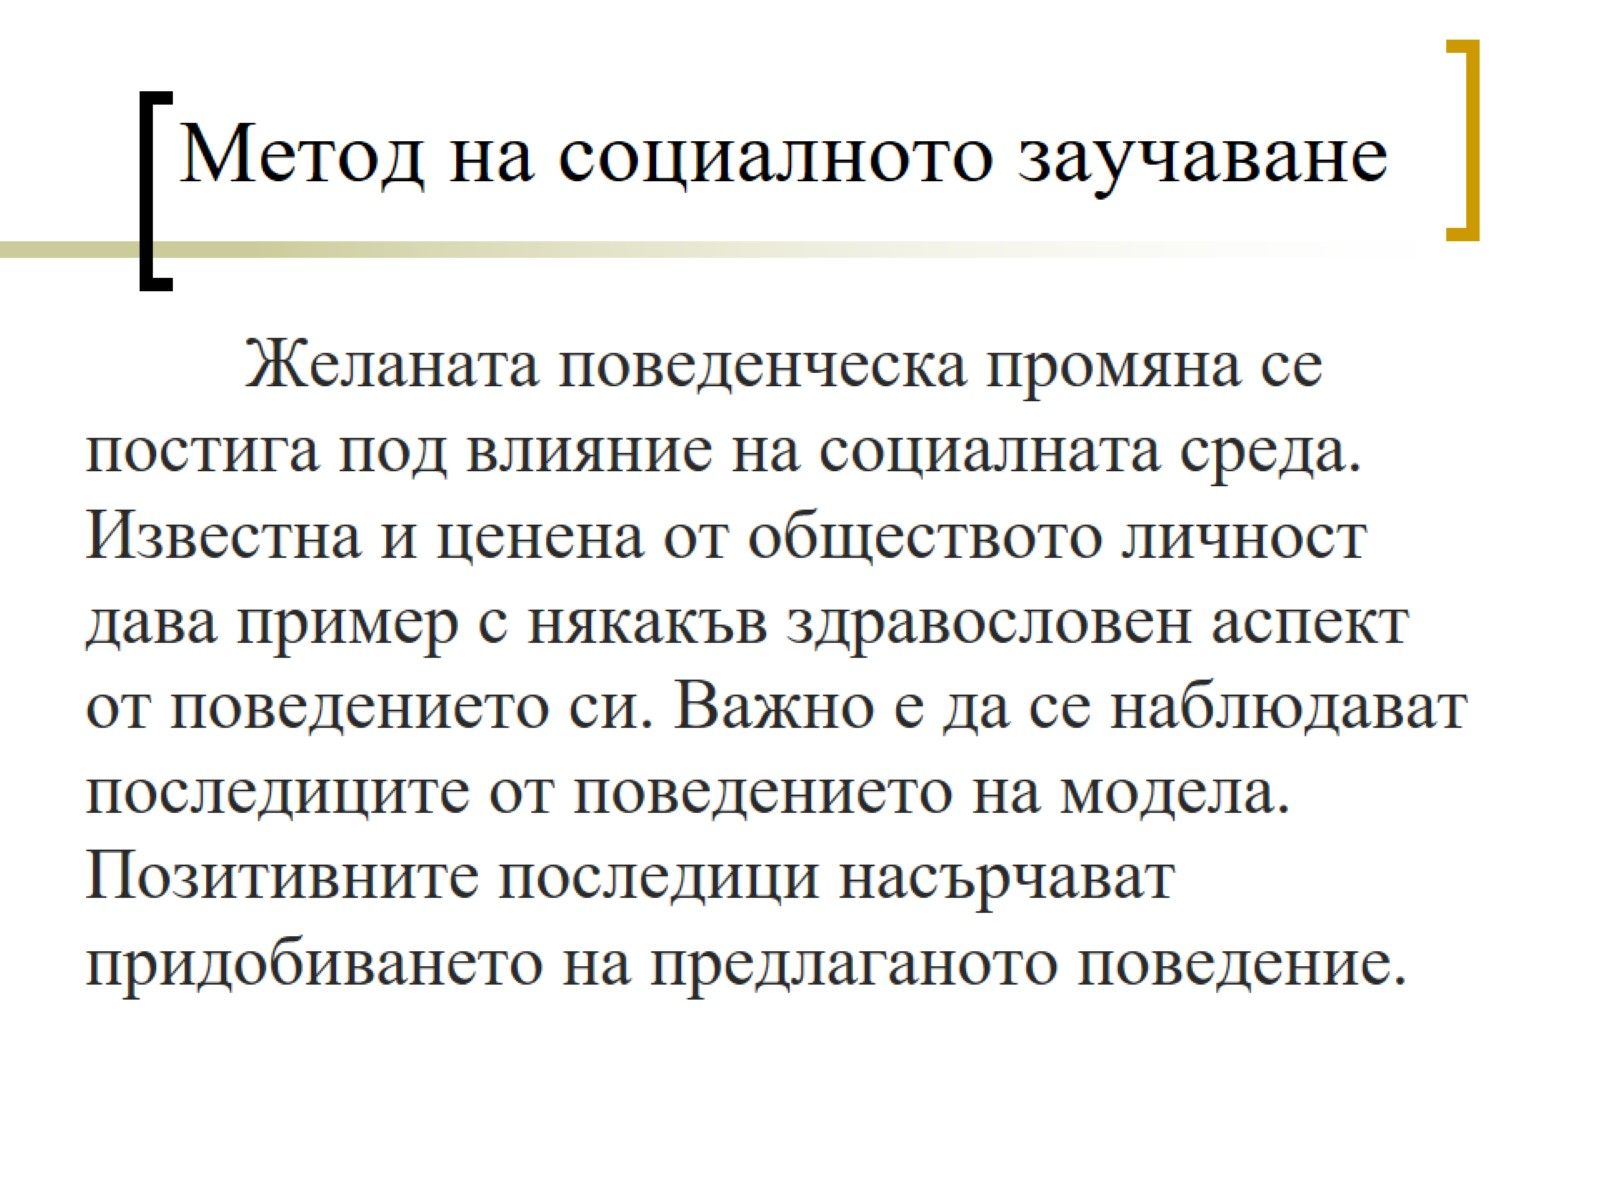 Метод на социалното заучаване
Желаната поведенческа промяна се
постига под влияние на социалната среда.
Известна и ценена от обществото личност
дава пример с някакъв здравословен аспект
от поведението си. Важно е да се наблюдават
последиците от поведението на модела.
Позитивните последици насърчават
придобиването на предлаганото поведение.